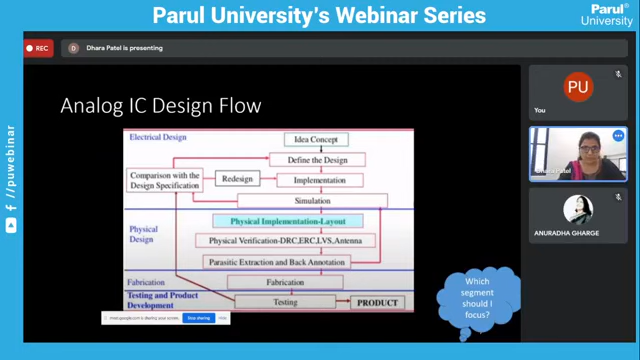 Parul University's Webinar Series
Parul®
University
REC
D
Dhara Patel is presenting
/puwebinar
Analog IC Design Flow
Electrical Design
Idea Concept
Define the Design
Comparison with the
Design Specification
Redesign
Implementation
Simulation
Physical
Design
Physical Implementation-Layout
Physical Verification-DRC,ERC,LVS,Antenna
Parasitic Extraction and Back Annotation
Fabrication
Fabrication
Testing and Product
Development
Testing
PRODUCT
Stop sharing
Hide
Which
segment
should I
focus?
PU
You
Dhara Patel
ANURADHA GHARGE